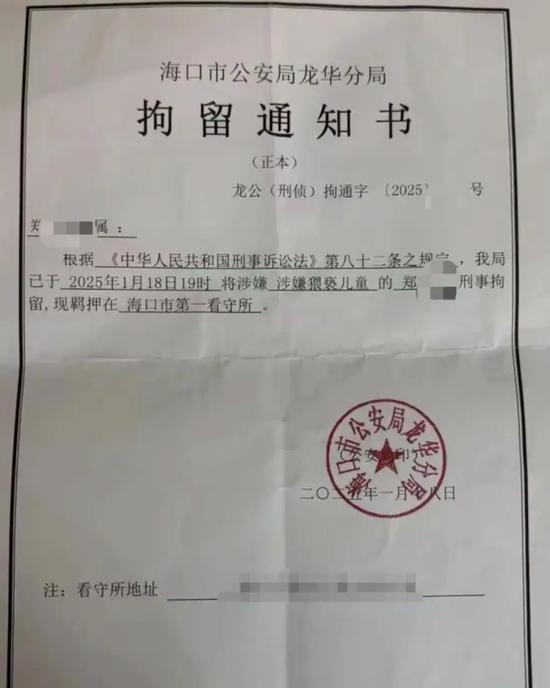 海口市公安局龙华分局
拘留通知书
（正本）
龙公（刑侦）拘通字〔2025〕 号
郑 属：
根据《中华人民共和国刑事诉讼法》第八十二条之规定，我局
已于 2025年1月18日19时 将涉嫌 涉嫌猥亵儿童 的 郑 刑事拘
留,现羁押在 海口市第一看守所 。
海口市公安局龙华分局
二〇二五年一月 八日
注：看守所地址